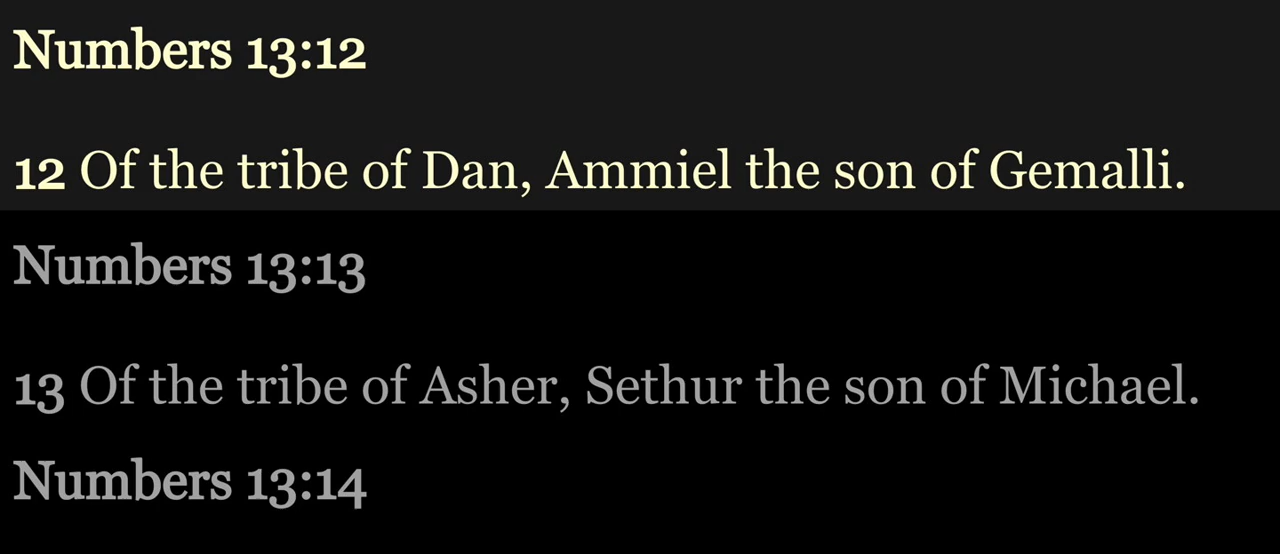 Numbers 13:12
12 Of the tribe of Dan, Ammiel the son of Gemalli.
Numbers 13:13
13 Of the tribe of Asher, Sethur the son of Michael.
Numbers 13:14